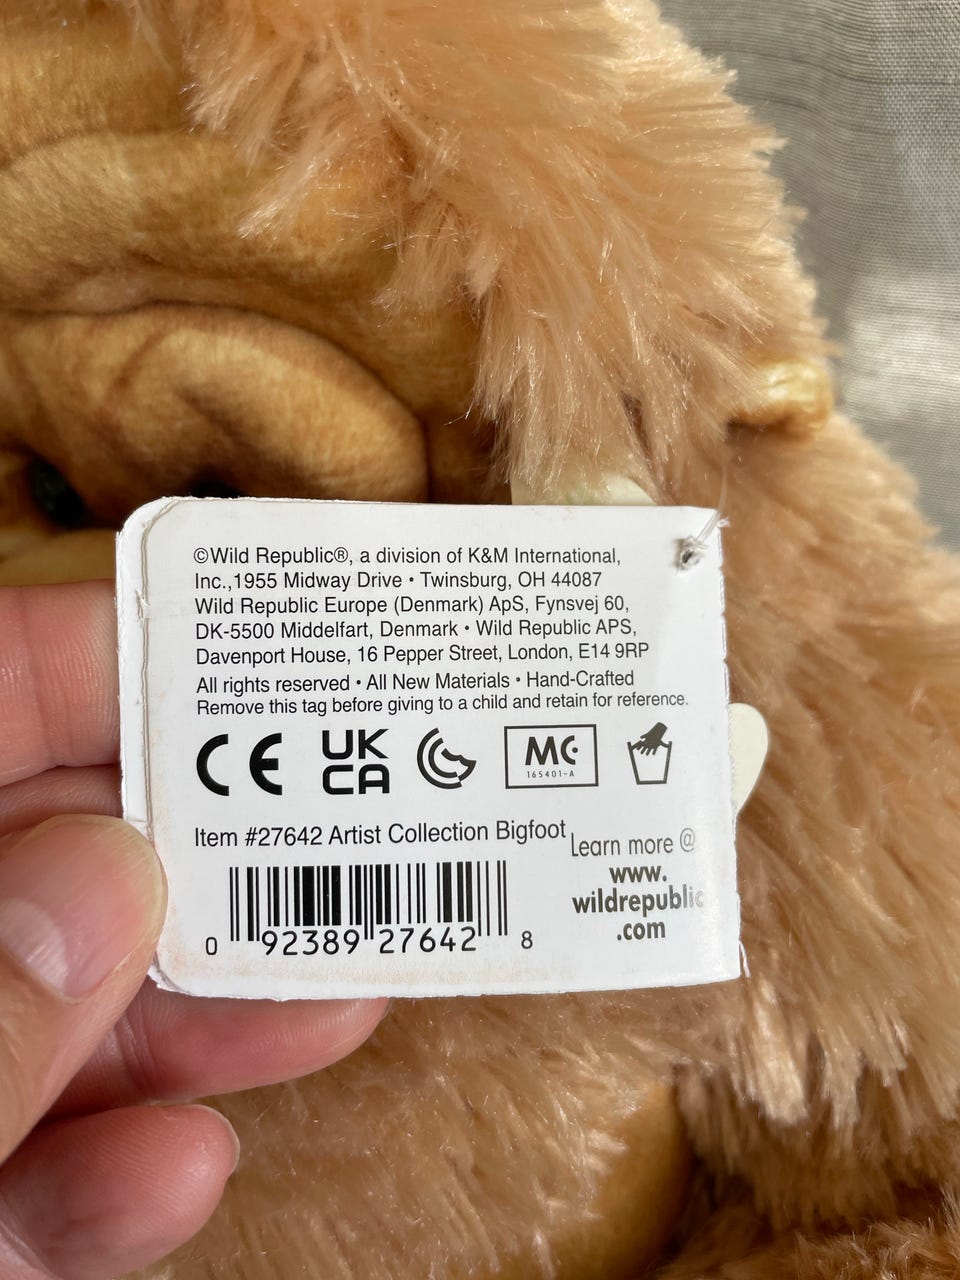 ©Wild Republic®, a division of K&M International,
Inc.,1955 Midway Drive • Twinsburg, OH 44087
Wild Republic Europe (Denmark) ApS, Fynsvej 60,
DK-5500 Middelfart, Denmark • Wild Republic APS,
Davenport House, 16 Pepper Street, London, E14 9RP
All rights reserved • All New Materials • Hand-Crafted
Remove this tag before giving to a child and retain for reference.
CE UK CA MC
165401-A
Item #27642 Artist Collection Bigfoot
Learn more @
www.
wildrepublic
.com
0 92389 27642 8